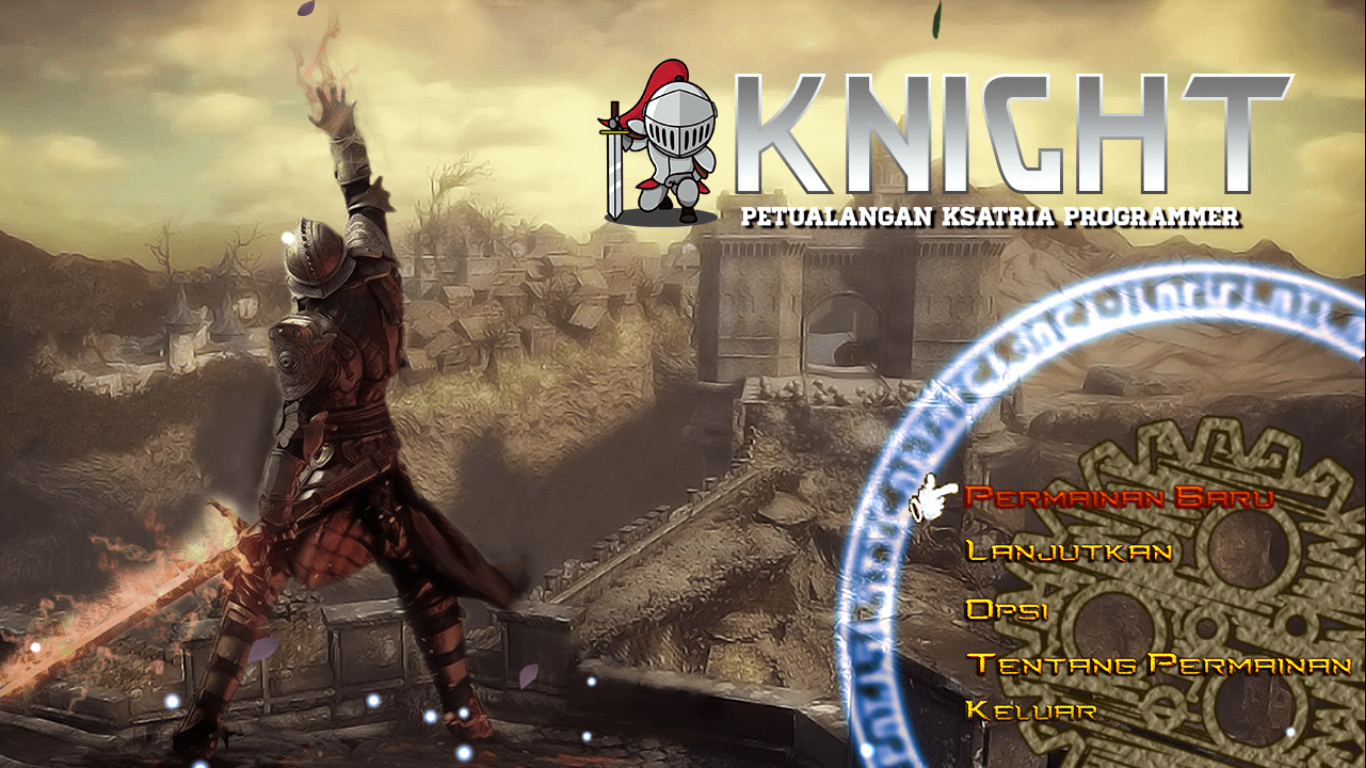 KNIGHT
PETUALANGAN KSATRIA PROGRAMMER
Permainan Baru
Lanjutkan
Opsi
Tentang Permainan
Keluar